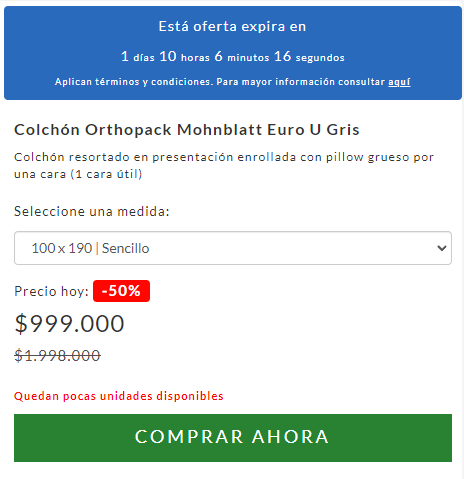 Está oferta expira en
1 días 10 horas 6 minutos 16 segundos
Aplican términos y condiciones. Para mayor información consultar aquí
Colchón Orthopack Mohnblatt Euro U Gris
Colchón resortado en presentación enrollada con pillow grueso por
una cara (1 cara útil)
Seleccione una medida:
100 x 190 | Sencillo
Precio hoy: -50%
$999.000
$1.998.000
Quedan pocas unidades disponibles
COMPRAR AHORA